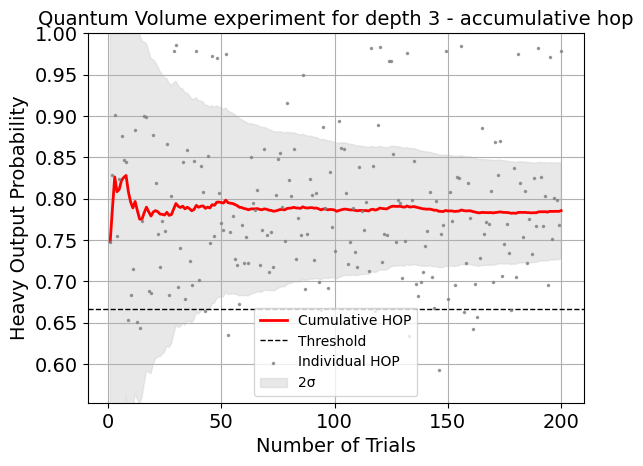 Quantum Volume experiment for depth 3 - accumulative hop
Heavy Output Probability
1.00
0.95
0.90
0.85
0.80
0.75
0.70
0.65
0.60
Cumulative HOP
Threshold
Individual HOP
2σ
0 50 100 150 200
Number of Trials